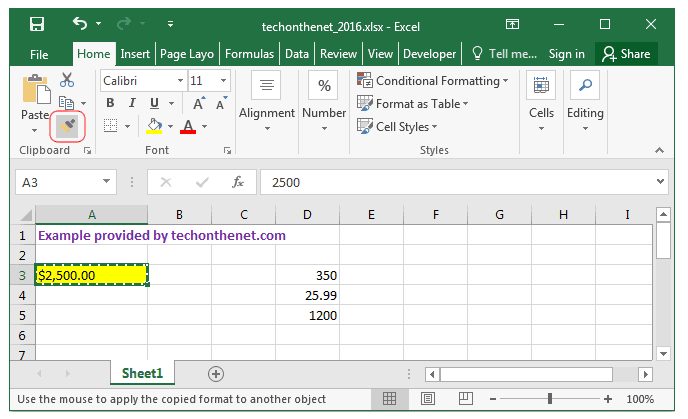 techonthenet_2016.xlsx - Excel
File Home Insert Page Layo Formulas Data Review View Developer Tell me... Sign in Share
Calibri 11 % Conditional Formatting
Paste B I U A A Alignment Number Format as Table Cells Editing
A Cell Styles
Clipboard Font Styles
A3 fx 2500
A B C D E F G H I
1 Example provided by techonthenet.com
2
3 $2,500.00 350
4 25.99
5 1200
6
7
Sheet1
Use the mouse to apply the copied format to another object 100%